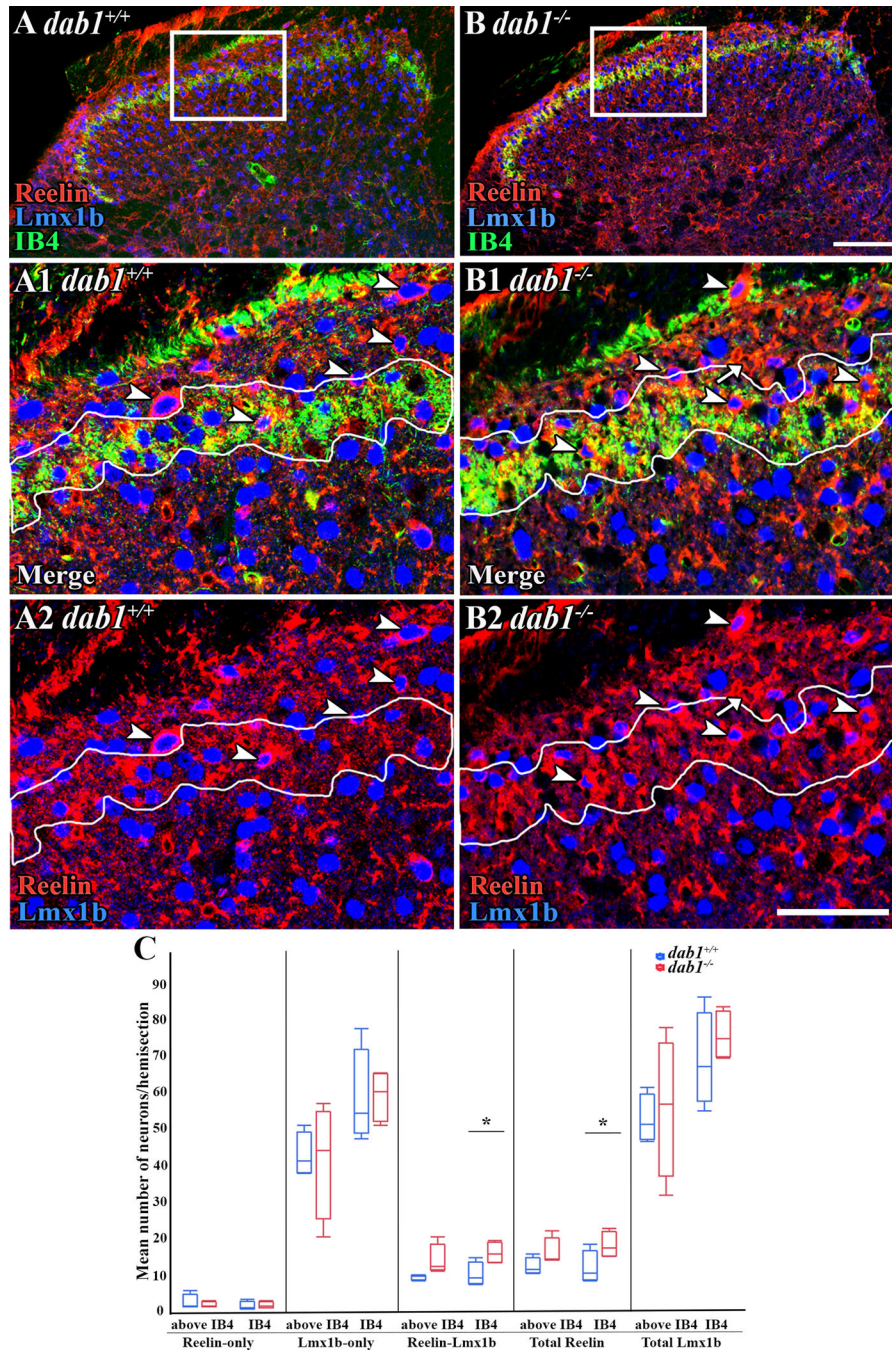 A dab1+/+
Reelin
Lmx1b
IB4
B dab1-/-
Reelin
Lmx1b
IB4
A1 dab1+/+
Merge
B1 dab1-/-
Merge
A2 dab1+/+
Reelin
Lmx1b
B2 dab1-/-
Reelin
Lmx1b
C
dab1+/+
dab1-/-
Mean number of neurons/hemisection
90
80
70
60
50
40
30
20
10
0
*
*
above IB4 IB4 above IB4 IB4 above IB4 IB4 above IB4 IB4 above IB4 IB4
Reelin-only Lmx1b-only Reelin-Lmx1b Total Reelin Total Lmx1b